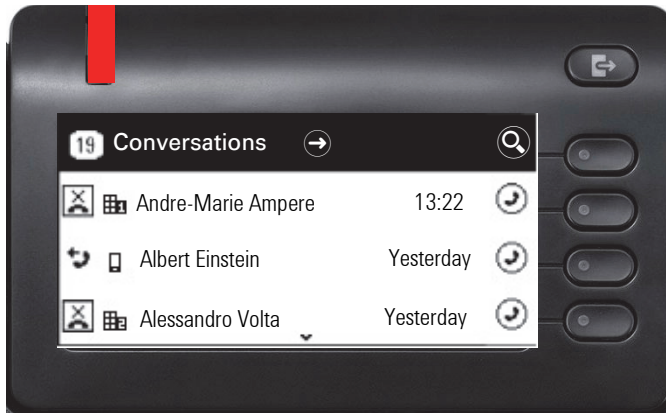 19 Conversations
Andre-Marie Ampere 13:22
Albert Einstein Yesterday
Alessandro Volta Yesterday